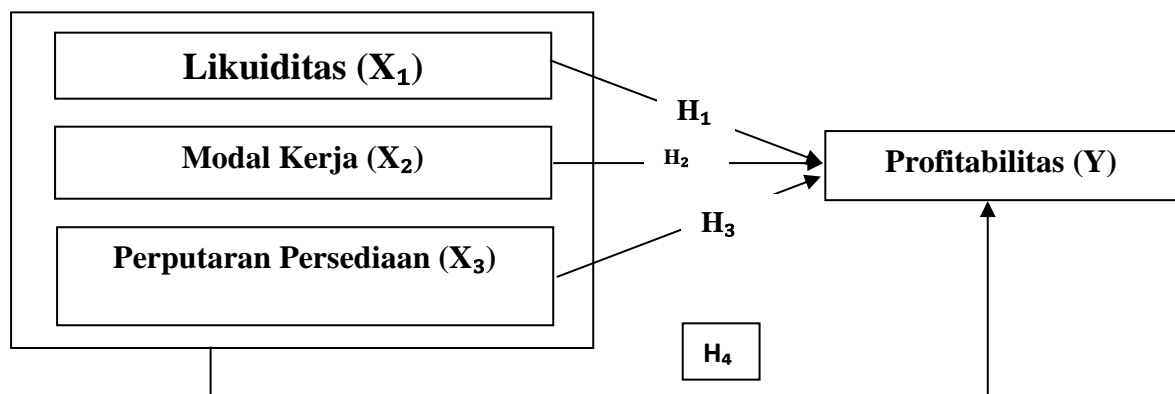 Likuiditas (X₁)
H₁
Modal Kerja (X₂)
H₂
Profitabilitas (Y)
H₃
Perputaran Persediaan (X₃)
H₄